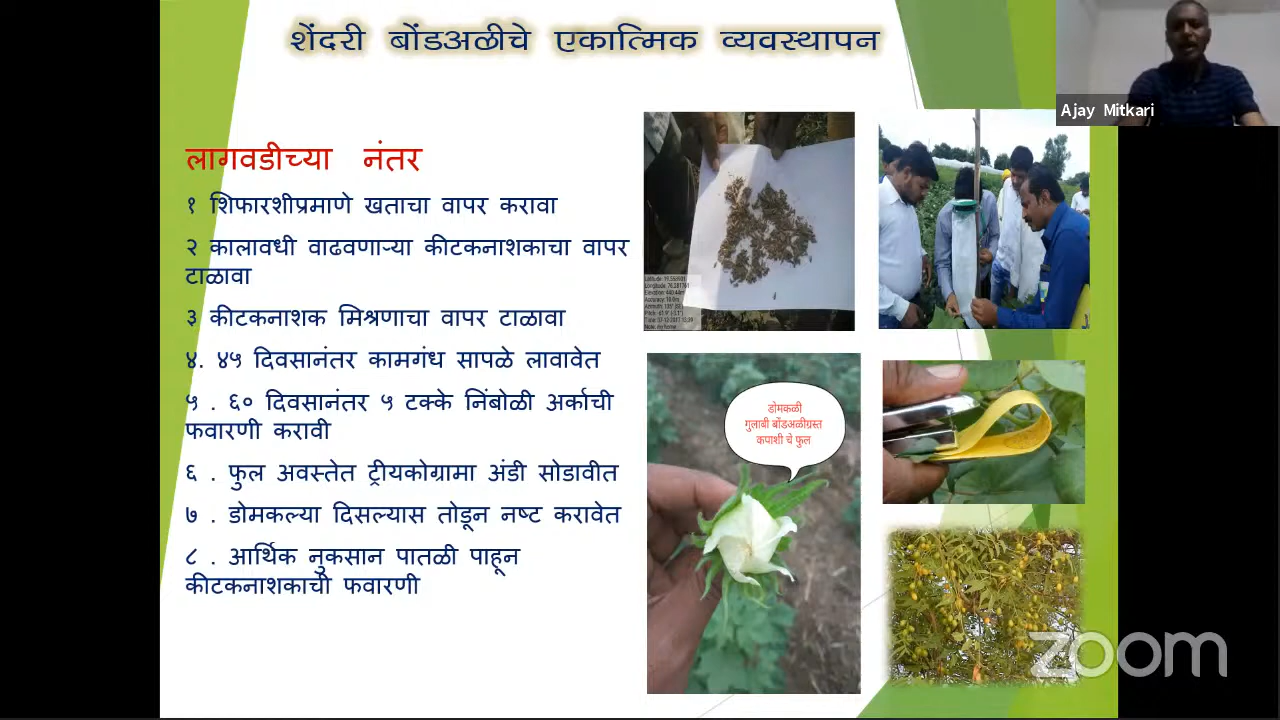 शेंदरी बोंडअळीचे एकात्मिक व्यवस्थापन
Ajay Mitkari
लागवडीच्या नंतर
१ शिफारशीप्रमाणे खताचा वापर करावा
२ कालावधी वाढवणाऱ्या कीटकनाशकाचा वापर
टाळावा
३ कीटकनाशक मिश्रणाचा वापर टाळावा
४. ४५ दिवसानंतर कामगंध सापळे लावावेत
५ . ६० दिवसानंतर ५ टक्के निंबोळी अर्काची
फवारणी करावी
६ . फुल अवस्तेत ट्रीयकोग्रामा अंडी सोडावीत
७ . डोमकल्या दिसल्यास तोडून नष्ट करावेत
८ . आर्थिक नुकसान पातळी पाहून
कीटकनाशकाची फवारणी
डोमकळी
गुलाबी बोंडअळीग्रस्त
कपाशी चे फुल
zoom